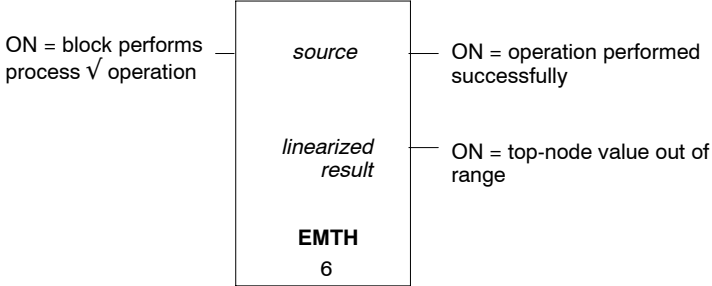 ON = block performs
process √ operation
source
ON = operation performed
successfully
linearized
result
ON = top-node value out of
range
EMTH
6